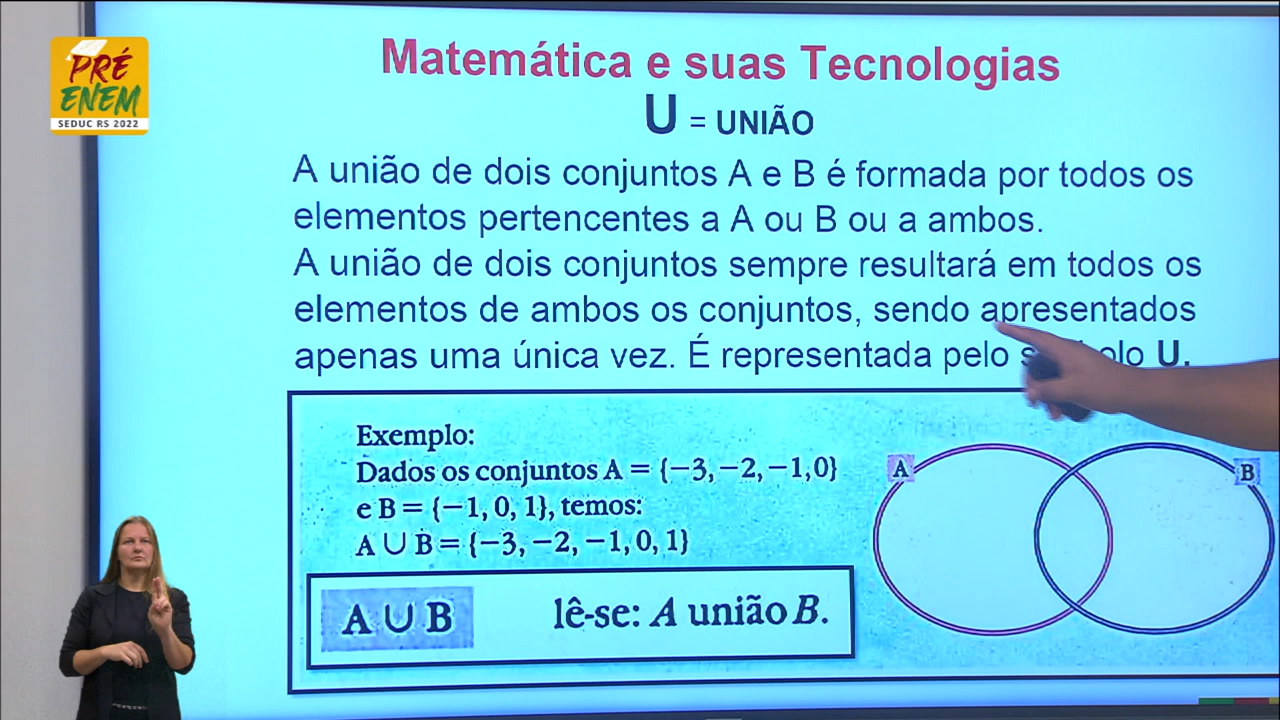 PRÉ
ENEM
SEDUC RS 2022
Matemática e suas Tecnologias
U = UNIÃO
A união de dois conjuntos A e B é formada por todos os
elementos pertencentes a A ou B ou a ambos.
A união de dois conjuntos sempre resultará em todos os
elementos de ambos os conjuntos, sendo apresentados
apenas uma única vez. É representada pelo U.
Exemplo:
Dados os conjuntos A = {−3, −2, −1,0}
e B = {−1, 0, 1}, temos:
A ∪ B = {−3, −2, −1, 0, 1}
A ∪ B lê-se: A união B.
A
B